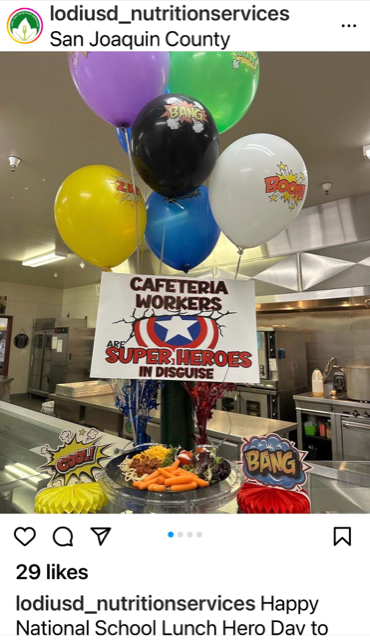 lodiusd_nutritionservices
San Joaquin County
BANG!
BOOM
CAFETERIA
WORKERS
ARE
SUPER HEROES
IN DISGUISE
COOL!
BANG
29 likes
lodiusd_nutritionservices Happy
National School Lunch Hero Day to